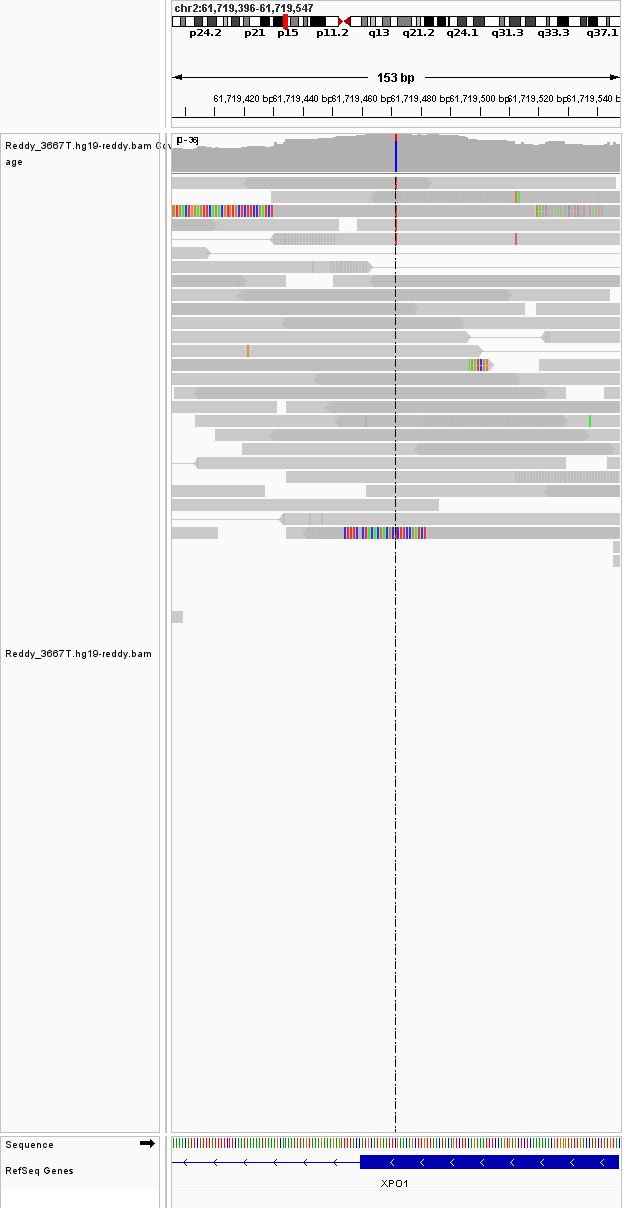 chr2:61,719,396-61,719,547
p24.2 p21 p15 p11.2 q13 q21.2 q24.1 q31.3 q33.3 q37.1
153 bp
61,719,420 bp 61,719,440 bp 61,719,460 bp 61,719,480 bp 61,719,500 bp 61,719,520 bp 61,719,540 b
[0-36]
Reddy_3667T.hg19-reddy.bam Cov
age
Reddy_3667T.hg19-reddy.bam
Sequence
RefSeq Genes
XPO1